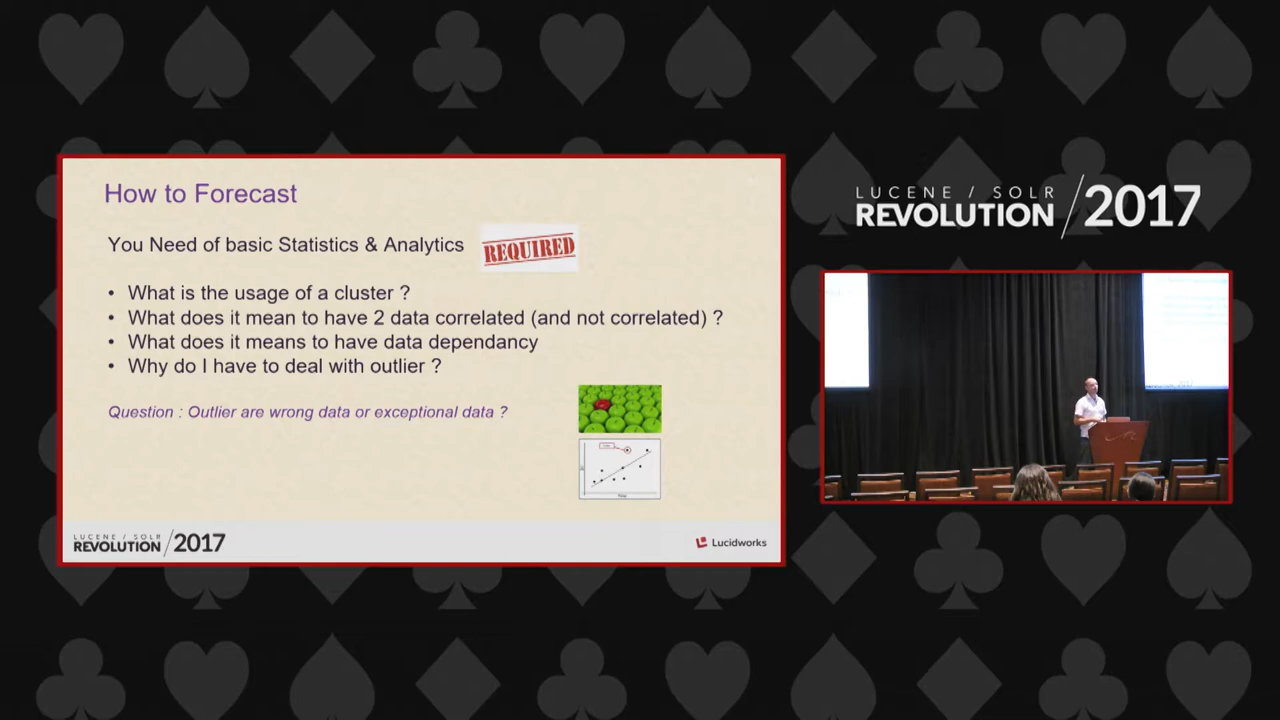 How to Forecast
You Need of basic Statistics & Analytics
REQUIRED
• What is the usage of a cluster ?
• What does it mean to have 2 data correlated (and not correlated) ?
• What does it means to have data dependancy
• Why do I have to deal with outlier ?
Question : Outlier are wrong data or exceptional data ?
LUCENE / SOLR
REVOLUTION /2017
Lucidworks
LUCENE / SOLR
REVOLUTION /2017